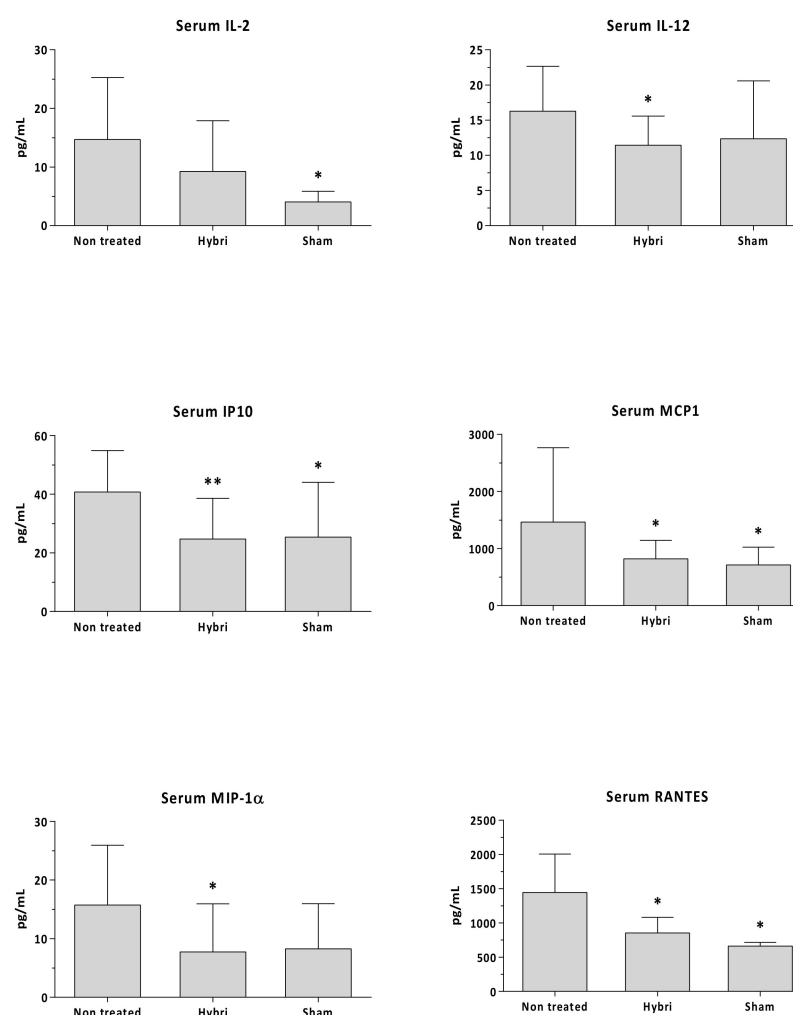 Serum IL-2
30
20
10
0
pg/mL
*
Non treated Hybri Sham
Serum IL-12
25
20
15
10
5
0
pg/mL
*
Non treated Hybri Sham
Serum IP10
60
40
20
0
pg/mL
** *
Non treated Hybri Sham
Serum MCP1
3000
2000
1000
0
pg/mL
* *
Non treated Hybri Sham
Serum MIP-1α
30
20
10
0
pg/mL
*
Non treated Hybri Sham
Serum RANTES
2500
2000
1500
1000
500
0
pg/mL
* *
Non treated Hybri Sham